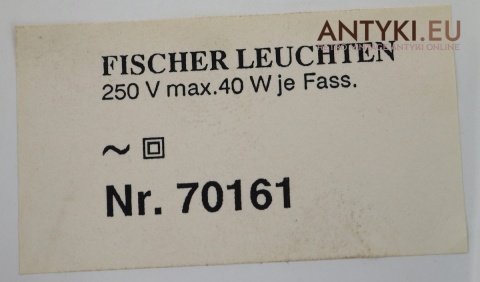 ANTYKI.EU
FISCHER LEUCHTEN
250 V max.40 W je Fass.
~
Nr. 70161